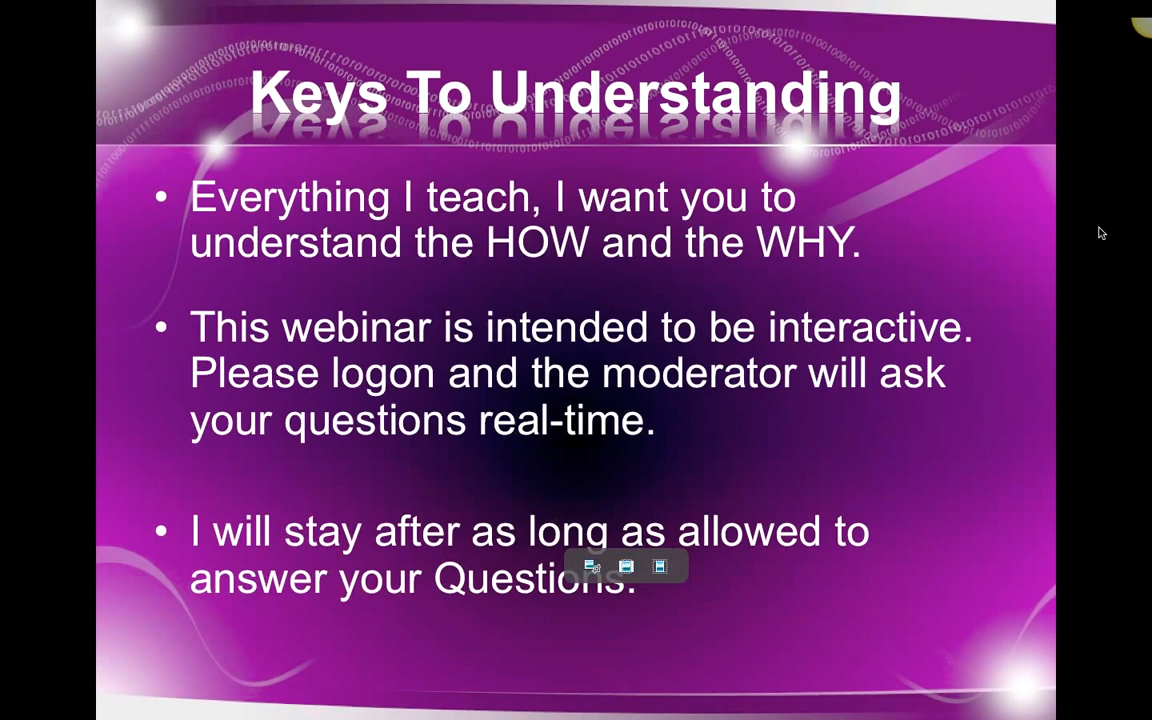 Keys To Understanding
• Everything I teach, I want you to
understand the HOW and the WHY.
• This webinar is intended to be interactive.
Please logon and the moderator will ask
your questions real-time.
• I will stay after as long as allowed to
answer your Questions.